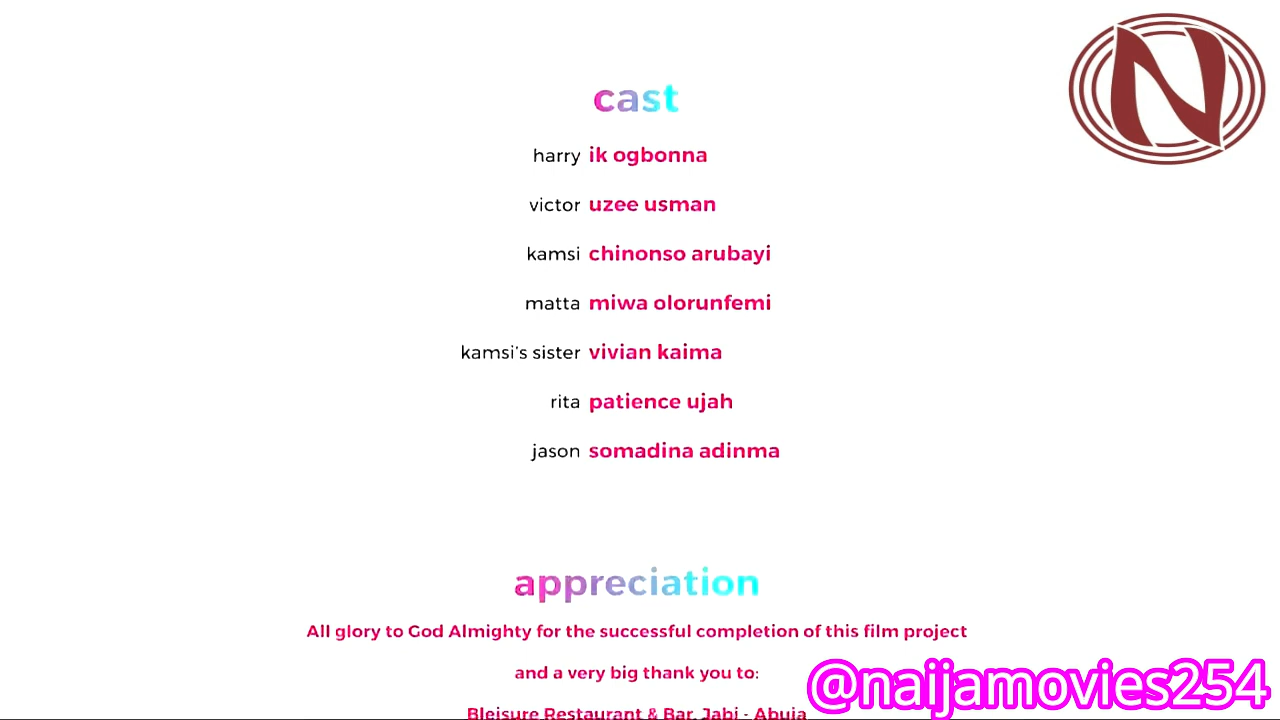 cast
harry ik ogbonna
victor uzee usman
kamsi chinonso arubayi
matta miwa olorunfemi
kamsi's sister vivian kaima
rita patience ujah
jason somadina adinma
appreciation
All glory to God Almighty for the successful completion of this film project
and a very big thank you to:
Bleisure Restaurant & Bar, Jabi - Abuja
@naijamovies254